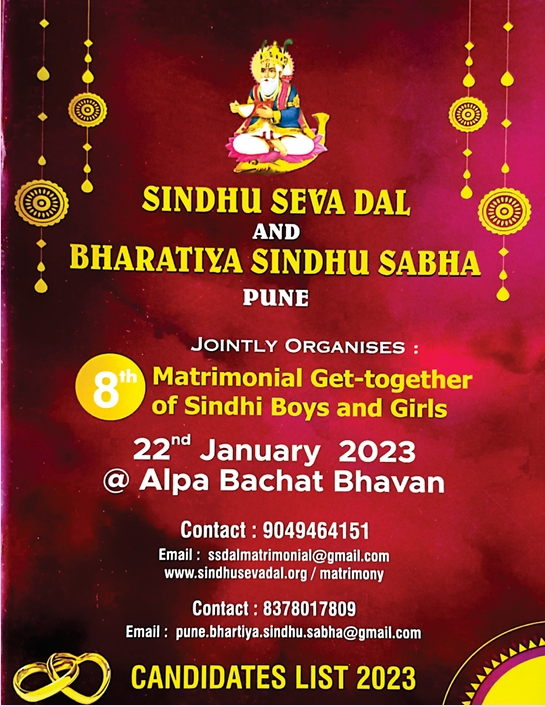 SINDHU SEVA DAL
AND
BHARATIYA SINDHU SABHA
PUNE
JOINTLY ORGANISES :
8th Matrimonial Get-together
of Sindhi Boys and Girls
22nd January 2023
@ Alpa Bachat Bhavan
Contact : 9049464151
Email : ssdalmatrimonial@gmail.com
www.sindhusevadal.org / matrimony
Contact : 8378017809
Email : pune.bhartiya.sindhu.sabha@gmail.com
CANDIDATES LIST 2023